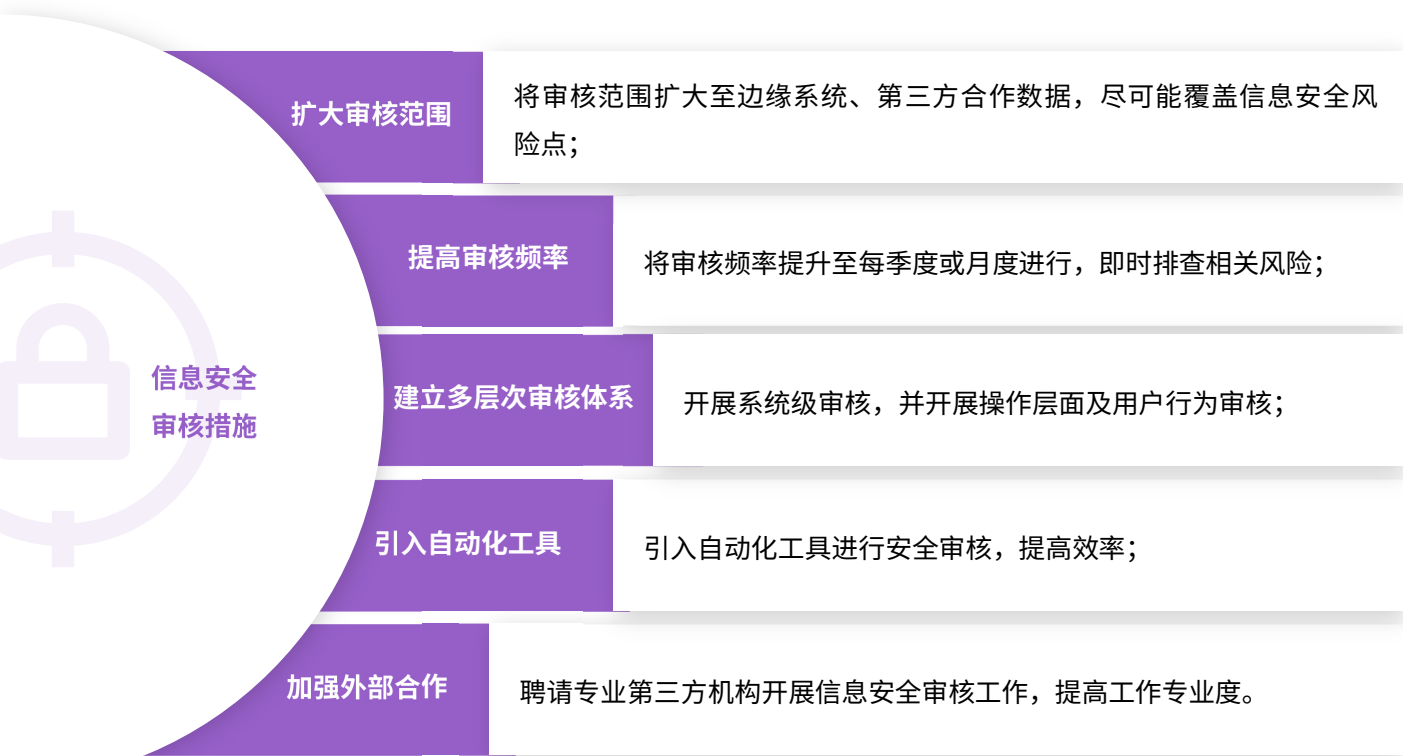 扩大审核范围
将审核范围扩大至边缘系统、第三方合作数据，尽可能覆盖信息安全风
险点；
提高审核频率
将审核频率提升至每季度或月度进行，即时排查相关风险；
信息安全
审核措施
建立多层次审核体系
开展系统级审核，并开展操作层面及用户行为审核；
引入自动化工具
引入自动化工具进行安全审核，提高效率；
加强外部合作
聘请专业第三方机构开展信息安全审核工作，提高工作专业度。